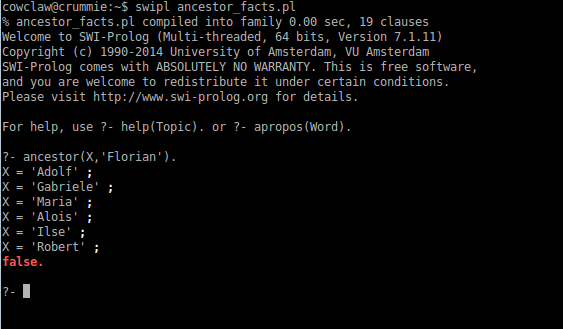 cowclaw@crummie:~$ swipl ancestor_facts.pl
% ancestor_facts.pl compiled into family 0.00 sec, 19 clauses
Welcome to SWI-Prolog (Multi-threaded, 64 bits, Version 7.1.11)
Copyright (c) 1990-2014 University of Amsterdam, VU Amsterdam
SWI-Prolog comes with ABSOLUTELY NO WARRANTY. This is free software,
and you are welcome to redistribute it under certain conditions.
Please visit http://www.swi-prolog.org for details.

For help, use ?- help(Topic). or ?- apropos(Word).

?- ancestor(X,'Florian').
X = 'Adolf' ;
X = 'Gabriele' ;
X = 'Maria' ;
X = 'Alois' ;
X = 'Ilse' ;
X = 'Robert' ;
false.

?-